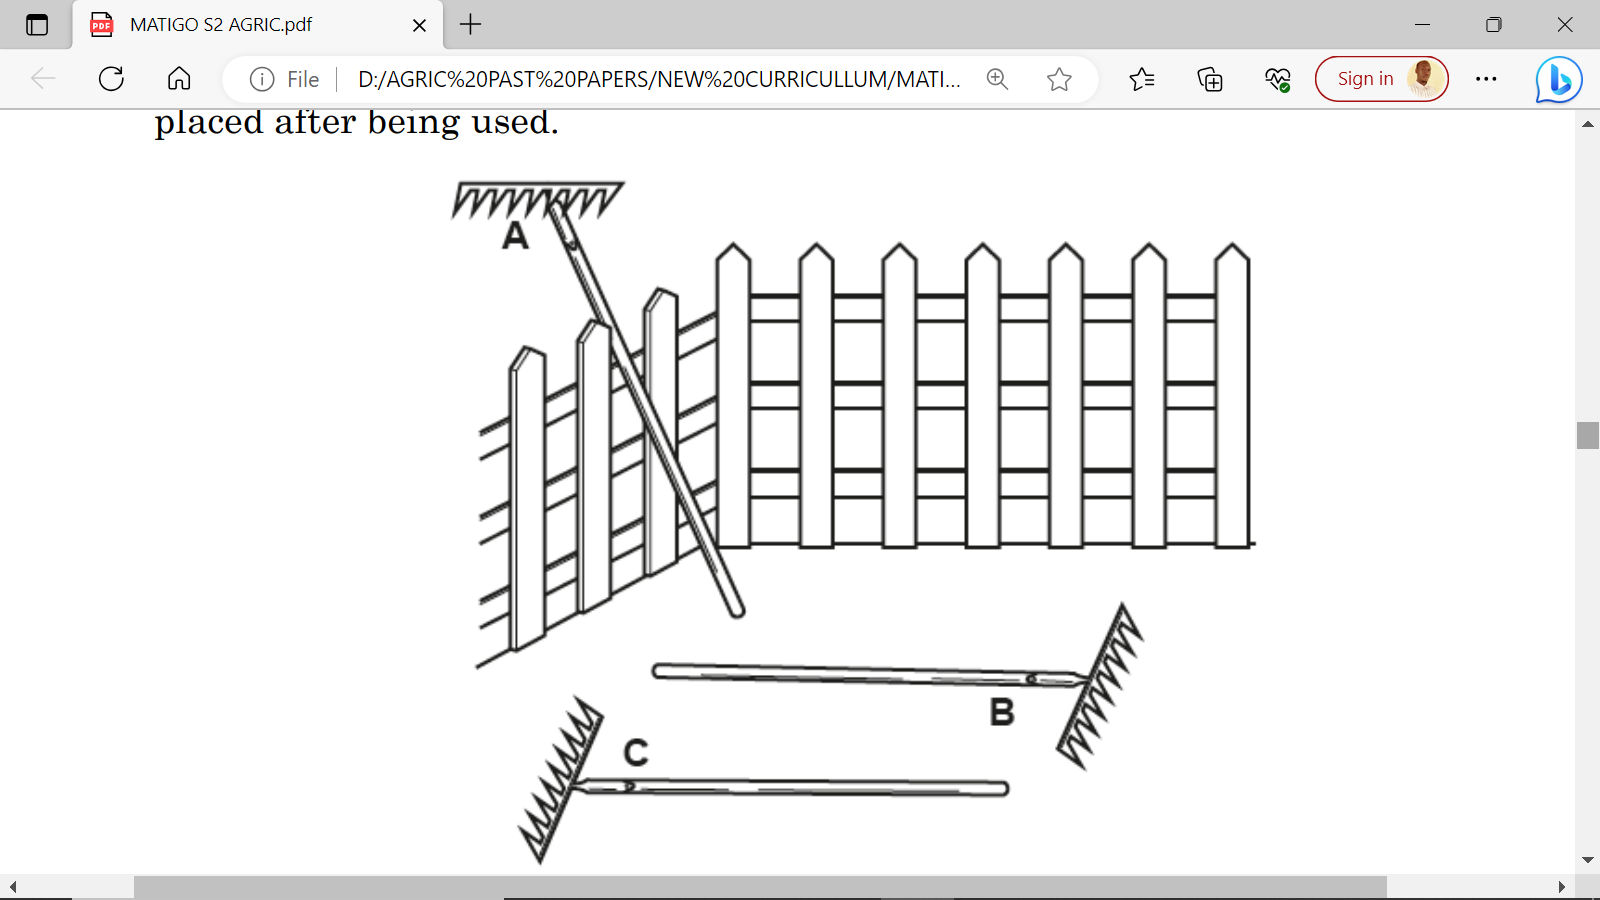 MATIGO S2 AGRIC.pdf
File
D:/AGRIC%20PAST%20PAPERS/NEW%20CURRICULLUM/MATI...
Sign in
placed after being used.
A
B
C